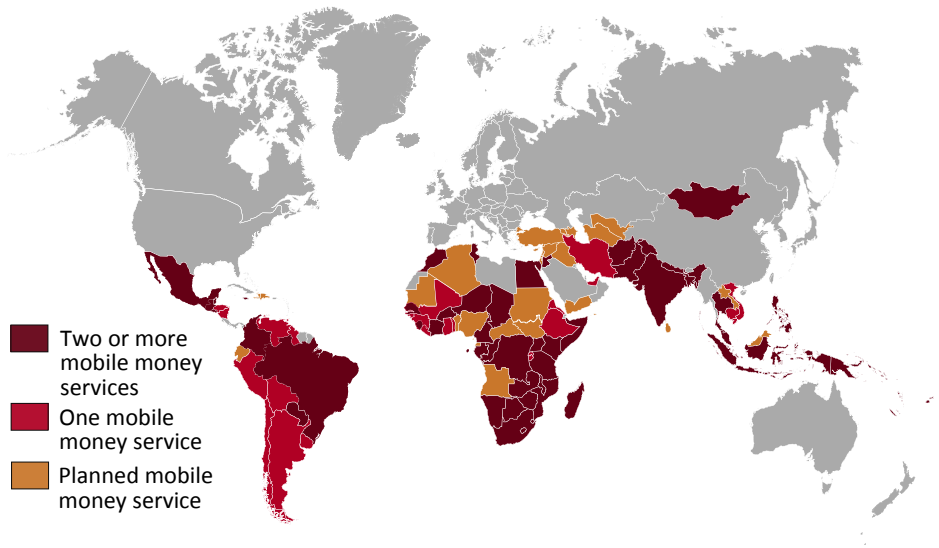 Two or more
mobile money
services
One mobile
money service
Planned mobile
money service